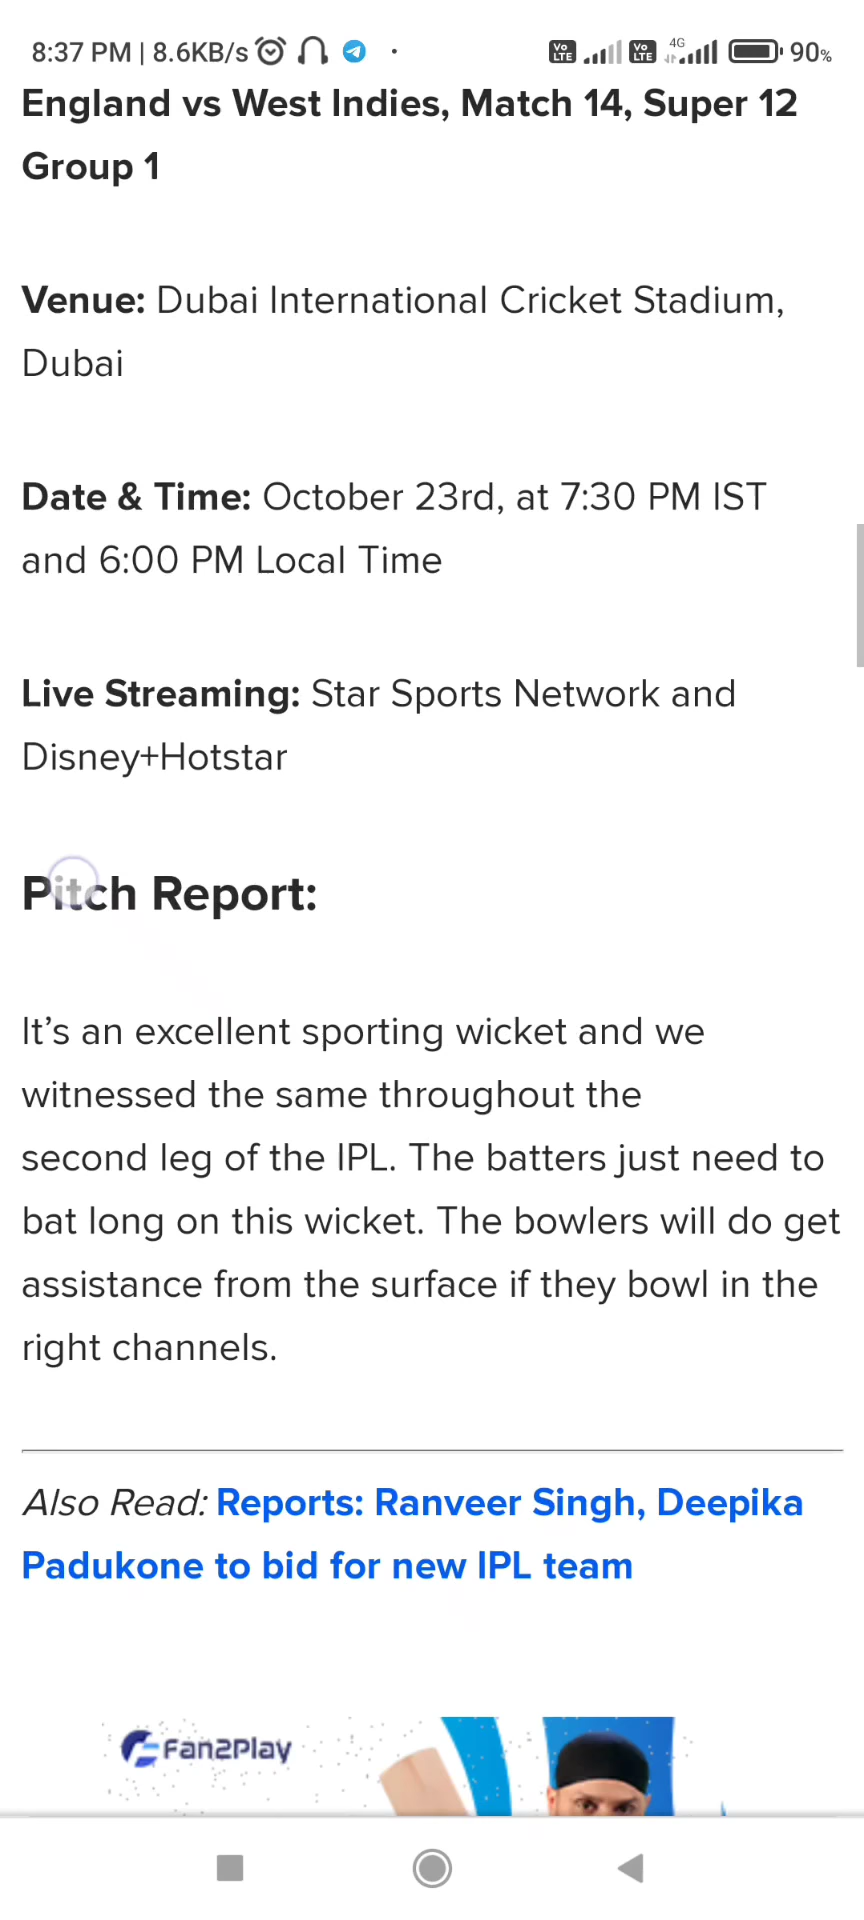 8:37 PM | 8.6KB/s
Vo LTE Vo LTE 4G 90%
England vs West Indies, Match 14, Super 12
Group 1
Venue: Dubai International Cricket Stadium,
Dubai
Date & Time: October 23rd, at 7:30 PM IST
and 6:00 PM Local Time
Live Streaming: Star Sports Network and
Disney+Hotstar
Pitch Report:
It’s an excellent sporting wicket and we
witnessed the same throughout the
second leg of the IPL. The batters just need to
bat long on this wicket. The bowlers will do get
assistance from the surface if they bowl in the
right channels.
Also Read: Reports: Ranveer Singh, Deepika
Padukone to bid for new IPL team
Fan2Play